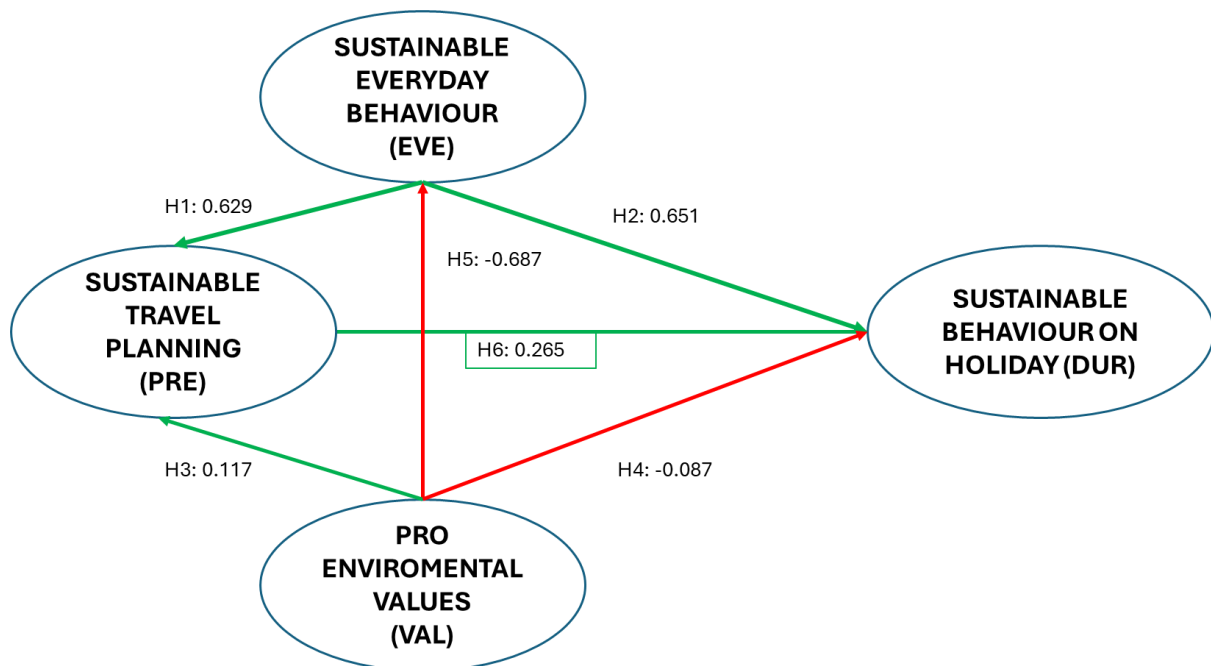 SUSTAINABLE
EVERYDAY
BEHAVIOUR
(EVE)
H1: 0.629
H2: 0.651
H5: -0.687
SUSTAINABLE
TRAVEL
PLANNING
(PRE)
H6: 0.265
SUSTAINABLE
BEHAVIOUR ON
HOLIDAY (DUR)
H3: 0.117
H4: -0.087
PRO
ENVIROMENTAL
VALUES
(VAL)